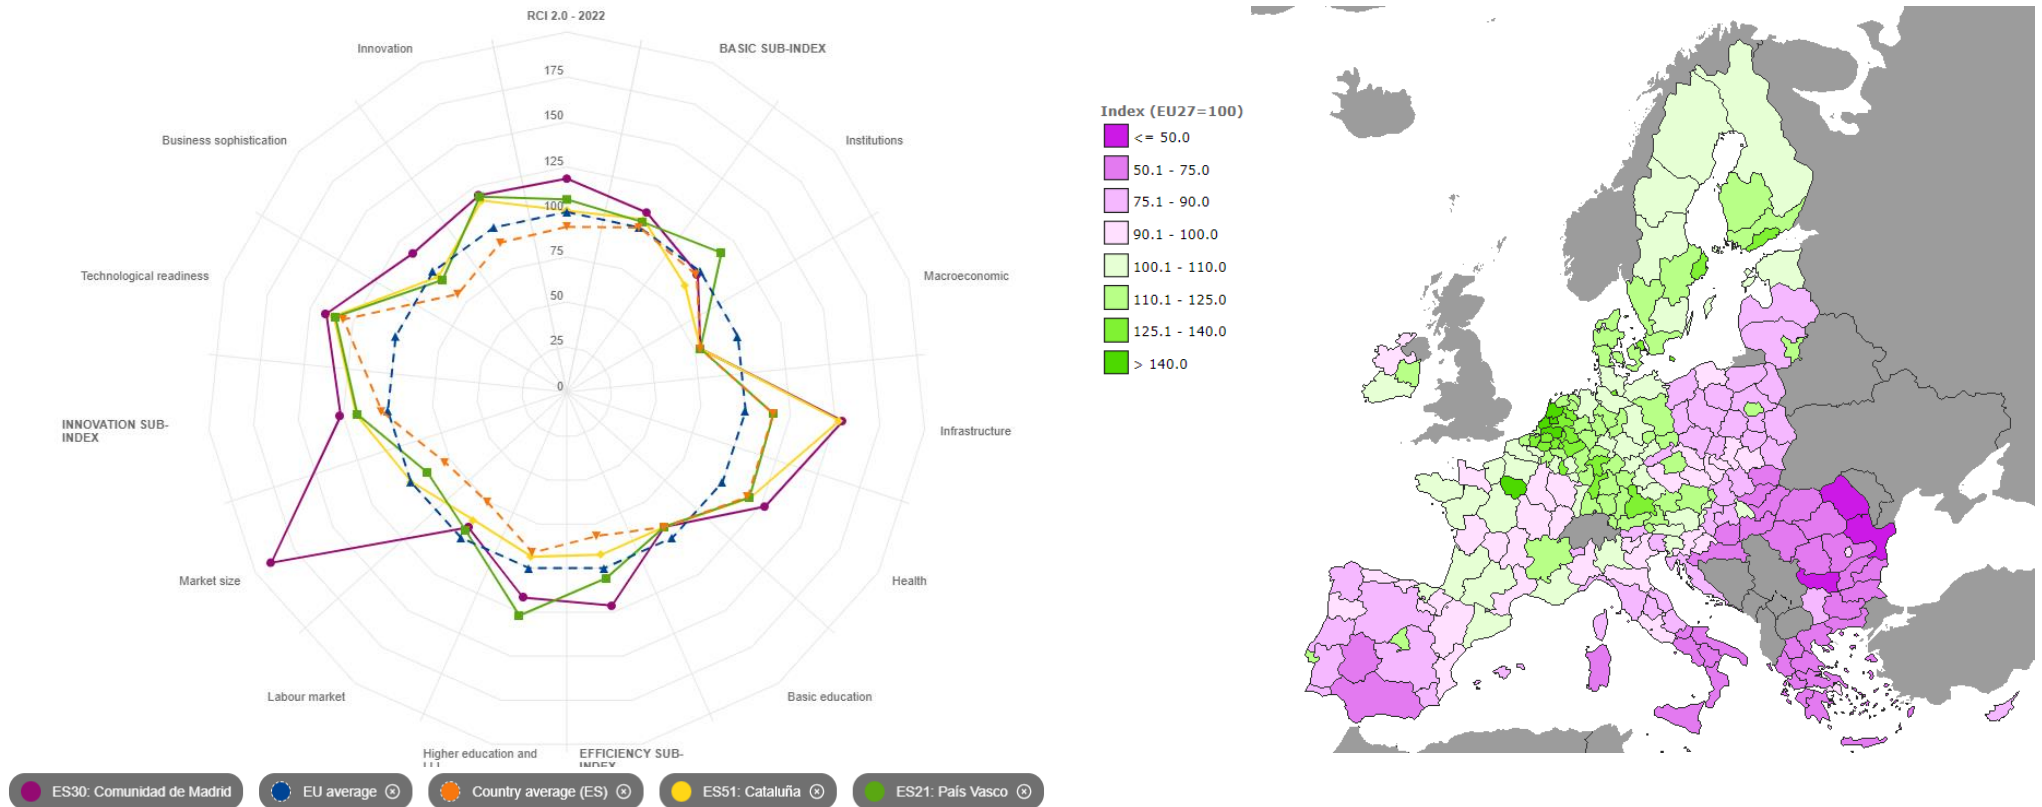 RCI 2.0 - 2022
Innovation
BASIC SUB-INDEX
175
150
Business sophistication
Institutions
125
100
Technological readiness
75
Macroeconomic
50
25
0
INNOVATION SUB-
INDEX
Infrastructure
Market size
Health
Labour market
Basic education
Higher education and
EFFICIENCY SUB-
INDEX
ES30: Comunidad de Madrid
EU average
Country average (ES)
ES51: Cataluña
ES21: País Vasco
Index (EU27=100)
<= 50.0
50.1 - 75.0
75.1 - 90.0
90.1 - 100.0
100.1 - 110.0
110.1 - 125.0
125.1 - 140.0
> 140.0